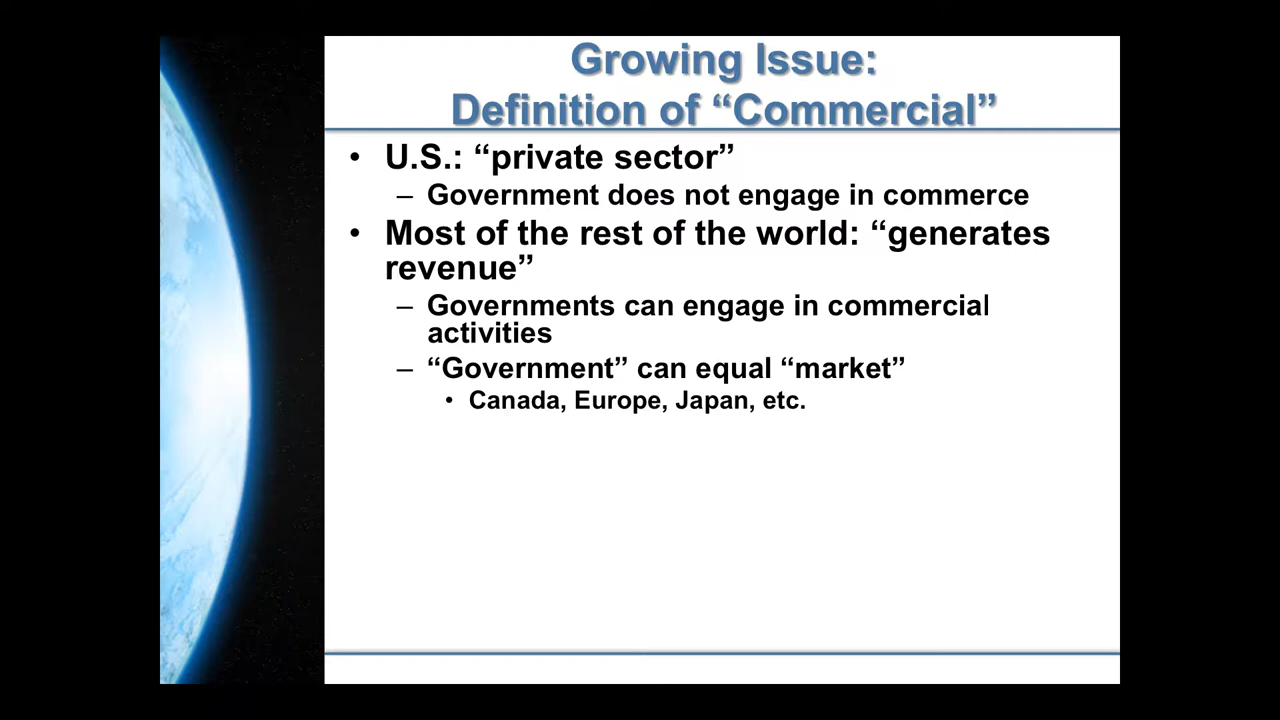 Growing Issue:
Definition of “Commercial”
• U.S.: “private sector”
– Government does not engage in commerce
• Most of the rest of the world: “generates
revenue”
– Governments can engage in commercial
activities
– “Government” can equal “market”
• Canada, Europe, Japan, etc.